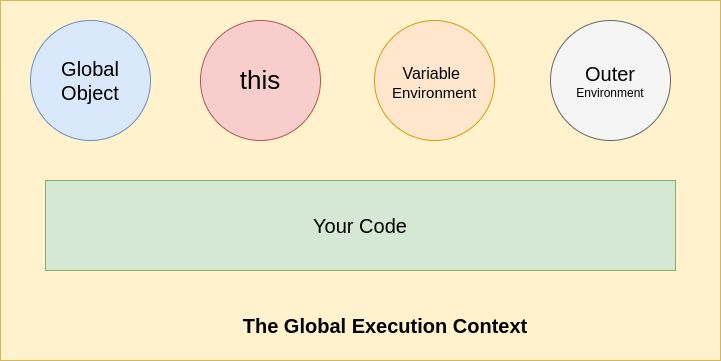 Global
Object
this
Variable
Environment
Outer
Environment
Your Code
The Global Execution Context